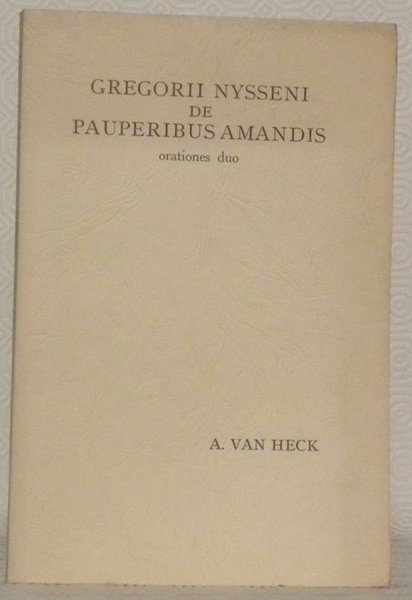 GREGORII NYSSENI
DE
PAUPERIBUS AMANDIS
orationes duo
A. VAN HECK